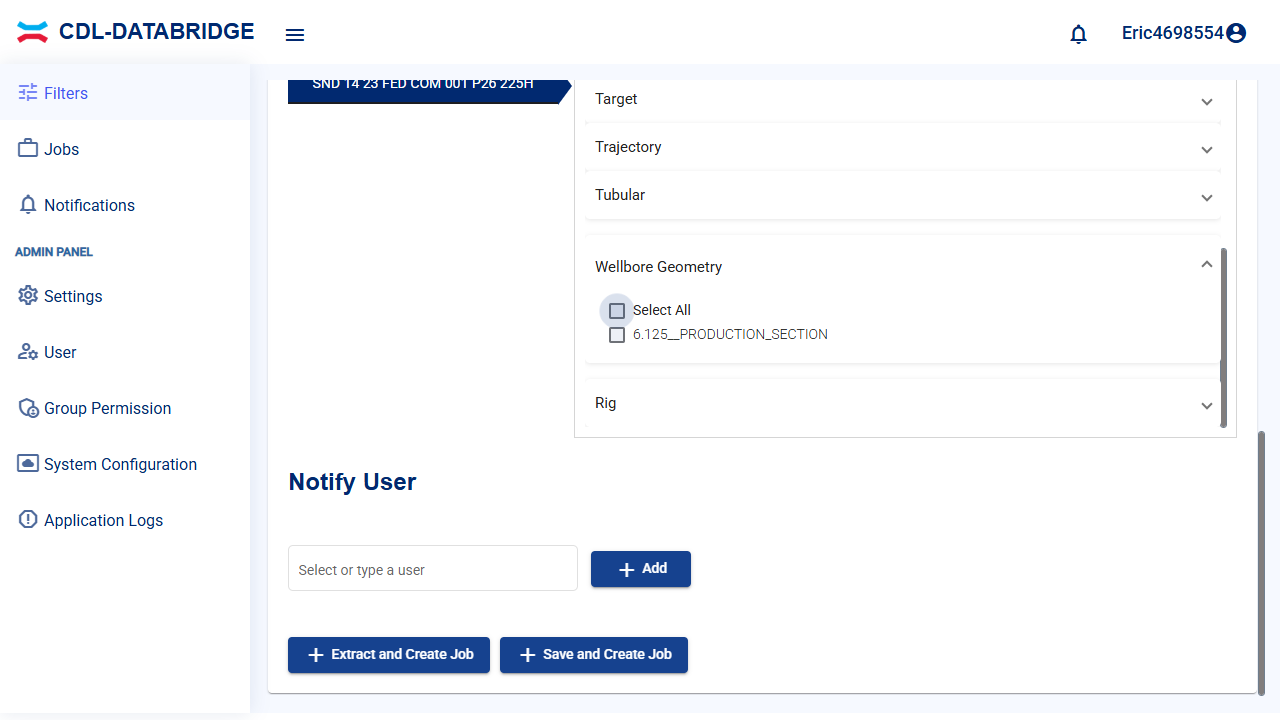 CDL-DATABRIDGE
Eric4698554
Filters
Jobs
Notifications
ADMIN PANEL
Settings
User
Group Permission
System Configuration
Application Logs
SND 14 23 FED COM 001 P26 225H
Target
Trajectory
Tubular
Wellbore Geometry
Select All
6.125__PRODUCTION_SECTION
Rig
Notify User
Select or type a user
Add
Extract and Create Job
Save and Create Job